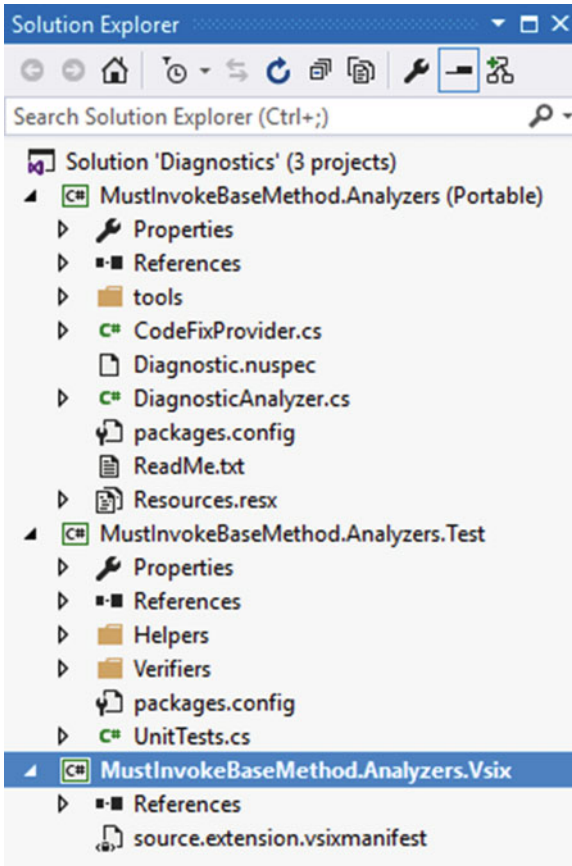 Solution Explorer
Search Solution Explorer (Ctrl+;)
Solution 'Diagnostics' (3 projects)
C# MustInvokeBaseMethod.Analyzers (Portable)
Properties
References
tools
C# CodeFixProvider.cs
Diagnostic.nuspec
C# DiagnosticAnalyzer.cs
packages.config
ReadMe.txt
Resources.resx
C# MustInvokeBaseMethod.Analyzers.Test
Properties
References
Helpers
Verifiers
packages.config
C# UnitTests.cs
C# MustInvokeBaseMethod.Analyzers.Vsix
References
source.extension.vsixmanifest